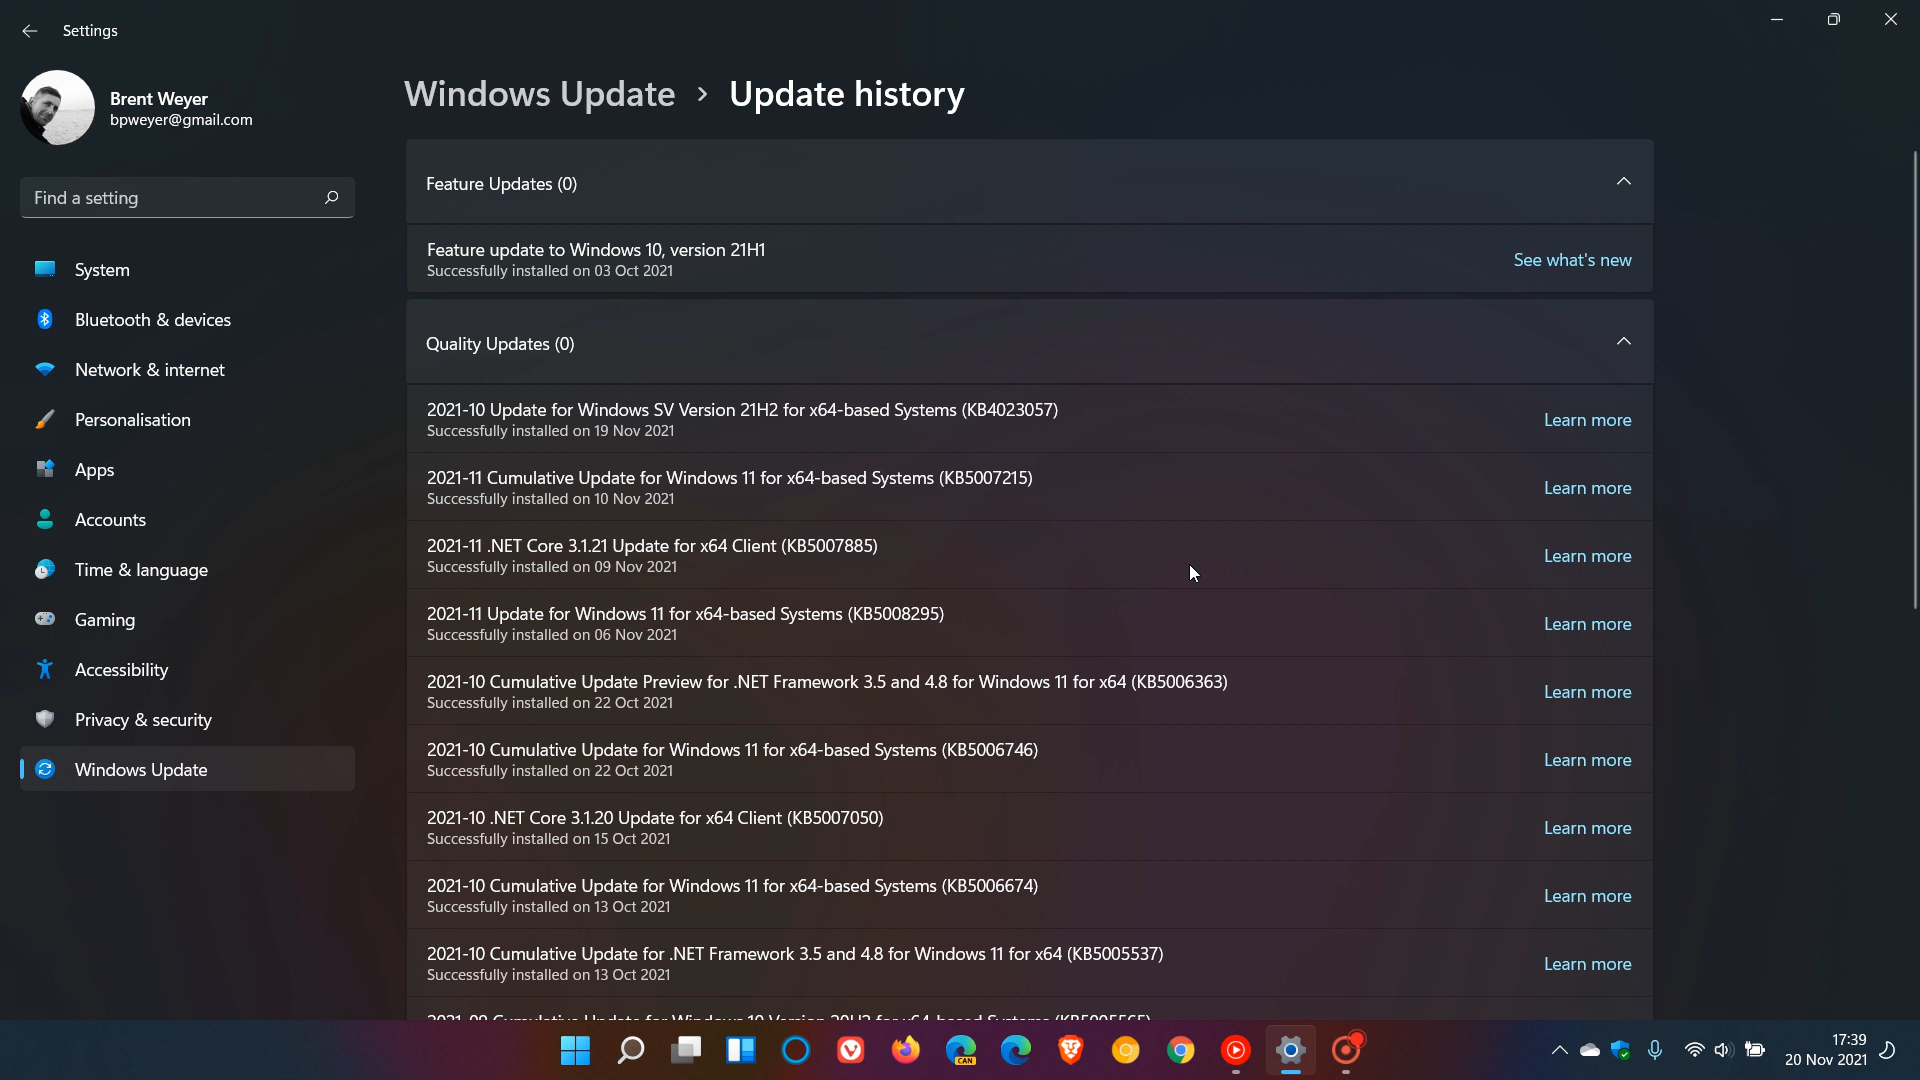 Settings
Brent Weyer
bpweyer@gmail.com
Find a setting
System
Bluetooth & devices
Network & internet
Personalisation
Apps
Accounts
Time & language
Gaming
Accessibility
Privacy & security
Windows Update
Windows Update > Update history
Feature Updates (0)
Feature update to Windows 10, version 21H1
Successfully installed on 03 Oct 2021
See what's new
Quality Updates (0)
2021-10 Update for Windows SV Version 21H2 for x64-based Systems (KB4023057)
Successfully installed on 19 Nov 2021
Learn more
2021-11 Cumulative Update for Windows 11 for x64-based Systems (KB5007215)
Successfully installed on 10 Nov 2021
Learn more
2021-11 .NET Core 3.1.21 Update for x64 Client (KB5007885)
Successfully installed on 09 Nov 2021
Learn more
2021-11 Update for Windows 11 for x64-based Systems (KB5008295)
Successfully installed on 06 Nov 2021
Learn more
2021-10 Cumulative Update Preview for .NET Framework 3.5 and 4.8 for Windows 11 for x64 (KB5006363)
Successfully installed on 22 Oct 2021
Learn more
2021-10 Cumulative Update for Windows 11 for x64-based Systems (KB5006746)
Successfully installed on 22 Oct 2021
Learn more
2021-10 .NET Core 3.1.20 Update for x64 Client (KB5007050)
Successfully installed on 15 Oct 2021
Learn more
2021-10 Cumulative Update for Windows 11 for x64-based Systems (KB5006674)
Successfully installed on 13 Oct 2021
Learn more
2021-10 Cumulative Update for .NET Framework 3.5 and 4.8 for Windows 11 for x64 (KB5005537)
Successfully installed on 13 Oct 2021
Learn more
CAN
17:39
20 Nov 2021